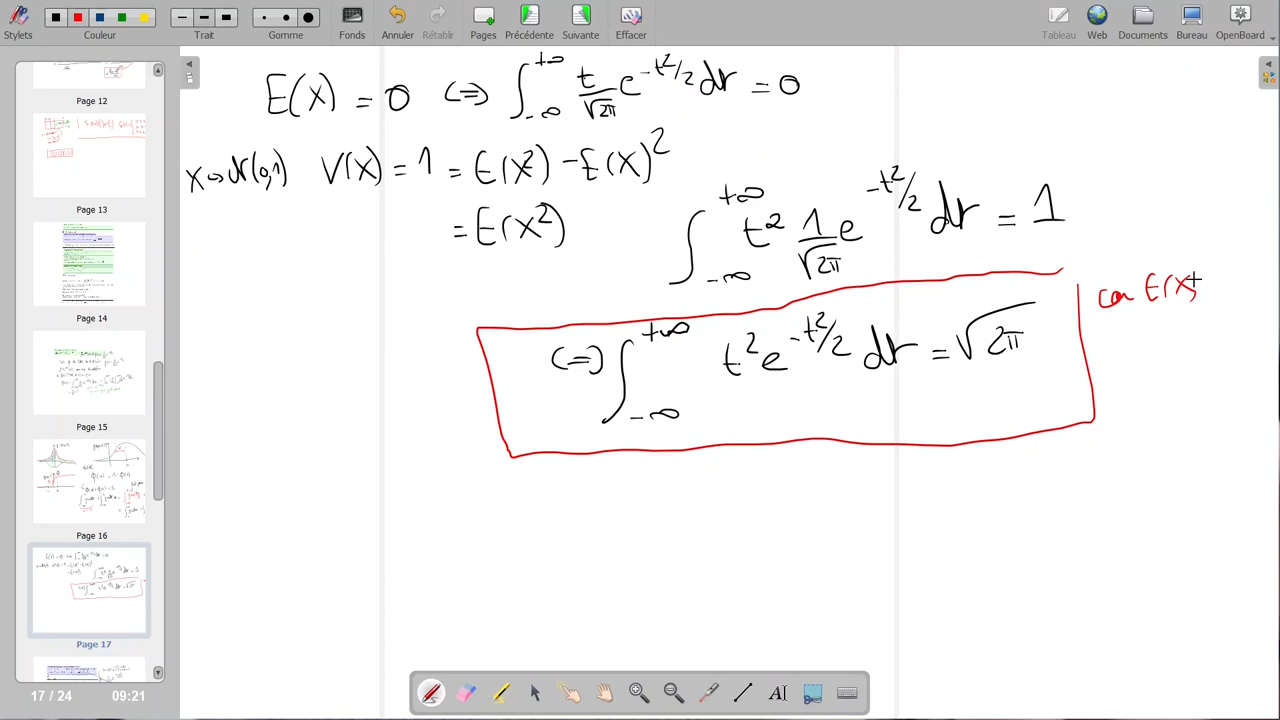 Stylets
Couleur
Trait
Gomme
Fonds
Annuler
Rétablir
Pages
Précédente
Suivante
Effacer
Tableau
Web
Documents
Bureau
OpenBoard
Page 12
Page 13
Page 14
Page 15
Page 16
Page 17
17 / 24
09:21
E(X) = 0 ⟺ ∫_{-∞}^{+∞} t/√2π e^{-t²/2} dt = 0
X ↪ N(0,1) V(X) = 1 = E(X²) - E(X)²
= E(X²)
∫_{-∞}^{+∞} t² 1/√2π e^{-t²/2} dt = 1
⟺ ∫_{-∞}^{+∞} t² e^{-t²/2} dt = √2π
car E(X)